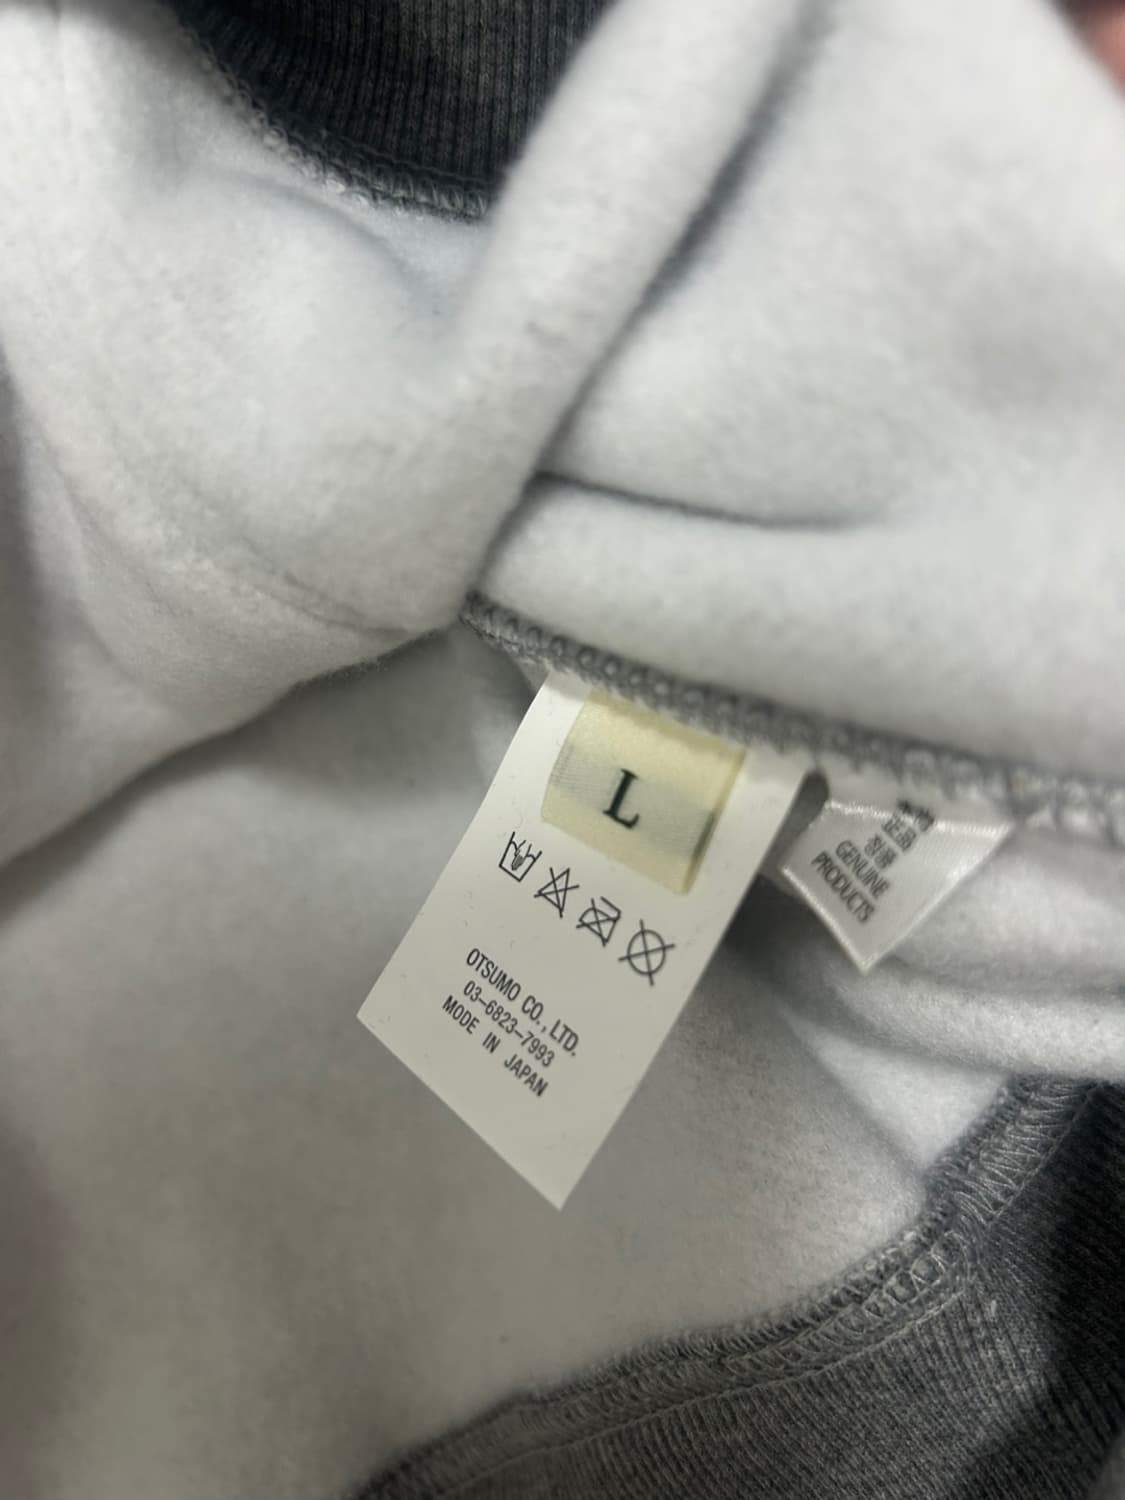 L
OTSUMO CO., LTD.
03–6823–7993
MODE IN JAPAN
GENUINE
PRODUCTS